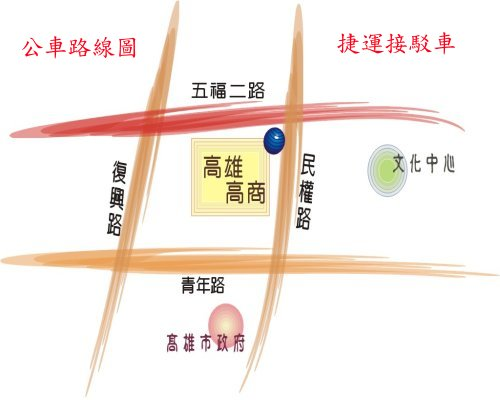 公車路線圖
捷運接駁車
五福二路
復興路
高雄
高商
民權路
文化中心
青年路
高雄市政府